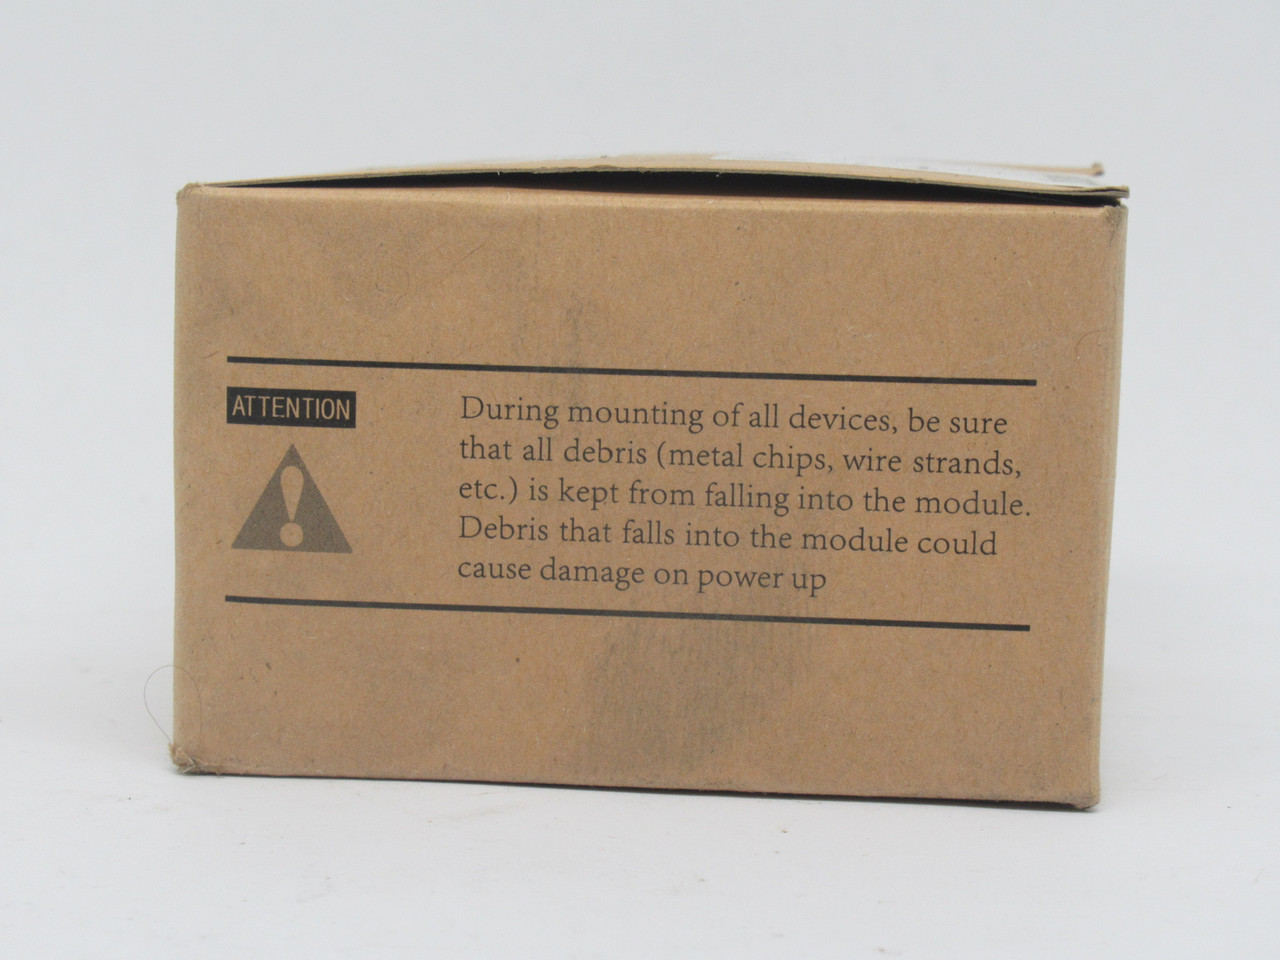 ATTENTION
During mounting of all devices, be sure
that all debris (metal chips, wire strands,
etc.) is kept from falling into the module.
Debris that falls into the module could
cause damage on power up